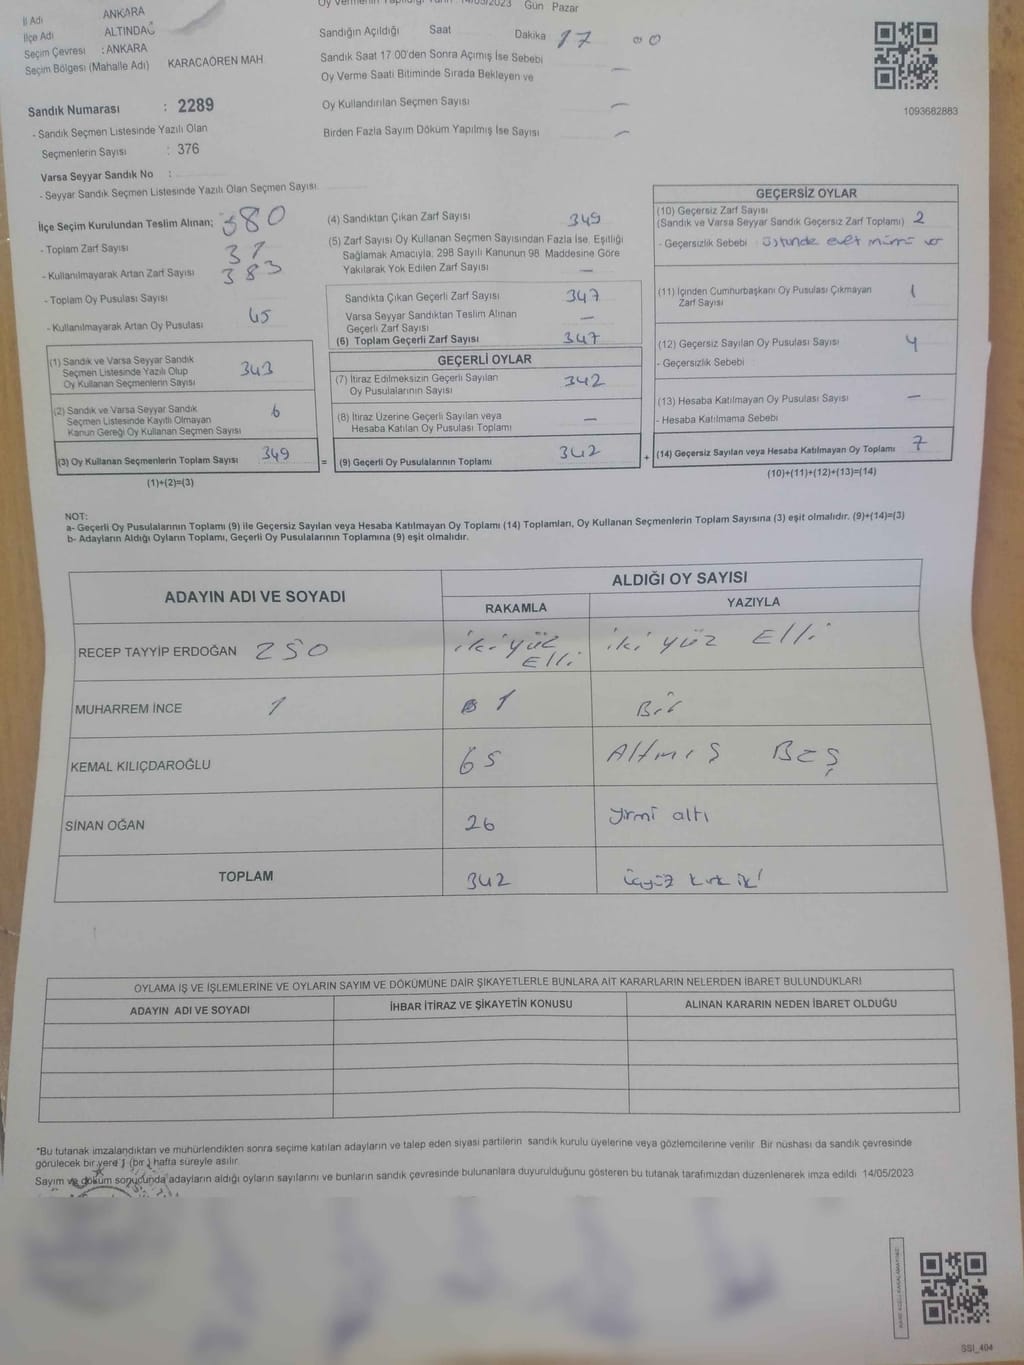 İl Adı ANKARA
İlçe Adı ALTINDAĞ
Seçim Çevresi : ANKARA
Seçim Bölgesi (Mahalle Adı) KARACAÖREN MAH
Sandık Numarası : 2289
- Sandık Seçmen Listesinde Yazılı Olan
Seçmenlerin Sayısı : 376
Varsa Seyyar Sandık No :
- Seyyar Sandık Seçmen Listesinde Yazılı Olan Seçmen Sayısı
Oy Vermenin Yapıldığı Tarih 14/05/2023 Gün Pazar
Sandığın Açıldığı Saat Dakika 17 00
Sandık Saat 17.00'den Sonra Açımış İse Sebebi —
Oy Verme Saati Bitiminde Sırada Bekleyen ve
Oy Kullandırılan Seçmen Sayısı —
Birden Fazla Sayım Döküm Yapılmış İse Sayısı —
1093682883
İlçe Seçim Kurulundan Teslim Alınan; 380
- Toplam Zarf Sayısı 31
- Kullanılmayarak Artan Zarf Sayısı 383
- Toplam Oy Pusulası Sayısı
- Kullanılmayarak Artan Oy Pusulası 45
(1) Sandık ve Varsa Seyyar Sandık
Seçmen Listesinde Yazılı Olup
Oy Kullanan Seçmenlerin Sayısı 343
(2) Sandık ve Varsa Seyyar Sandık
Seçmen Listesinde Kayıtlı Olmayan
Kanun Gereği Oy Kullanan Seçmen Sayısı 6
(3) Oy Kullanan Seçmenlerin Toplam Sayısı 349
(1)+(2)=(3)
(4) Sandıktan Çıkan Zarf Sayısı 349
(5) Zarf Sayısı Oy Kullanan Seçmen Sayısından Fazla İse, Eşitliği
Sağlamak Amacıyla, 298 Sayılı Kanunun 98. Maddesine Göre
Yakılarak Yok Edilen Zarf Sayısı —
Sandıkta Çıkan Geçerli Zarf Sayısı 347
Varsa Seyyar Sandıktan Teslim Alınan
Geçerli Zarf Sayısı —
(6) Toplam Geçerli Zarf Sayısı 347
GEÇERLİ OYLAR
(7) İtiraz Edilmeksizin Geçerli Sayılan
Oy Pusulalarının Sayısı 342
(8) İtiraz Üzerine Geçerli Sayılan veya
Hesaba Katılan Oy Pusulası Toplamı —
= (9) Geçerli Oy Pusulalarının Toplamı 342
GEÇERSİZ OYLAR
(10) Geçersiz Zarf Sayısı
(Sandık ve Varsa Seyyar Sandık Geçersiz Zarf Toplamı) 2
- Geçersizlik Sebebi : üstünde evet mührü var
(11) İçinden Cumhurbaşkanı Oy Pusulası Çıkmayan
Zarf Sayısı 1
(12) Geçersiz Sayılan Oy Pusulası Sayısı 4
- Geçersizlik Sebebi
(13) Hesaba Katılmayan Oy Pusulası Sayısı —
- Hesaba Katılmama Sebebi
+ (14) Geçersiz Sayılan veya Hesaba Katılmayan Oy Toplamı 7
(10)+(11)+(12)+(13)=(14)
NOT:
a- Geçerli Oy Pusulalarının Toplamı (9) ile Geçersiz Sayılan veya Hesaba Katılmayan Oy Toplamı (14) Toplamları, Oy Kullanan Seçmenlerin Toplam Sayısına (3) eşit olmalıdır. (9)+(14)=(3)
b- Adayların Aldığı Oyların Toplamı, Geçerli Oy Pusulalarının Toplamına (9) eşit olmalıdır.
ADAYIN ADI VE SOYADI
ALDIĞI OY SAYISI
RAKAMLA YAZIYLA
RECEP TAYYİP ERDOĞAN 250 iki yüz Elli iki yüz Elli
MUHARREM İNCE 1 1 Bir
KEMAL KILIÇDAROĞLU 65 Altmış Beş
SİNAN OĞAN 26 yirmi altı
TOPLAM 342 üçyüz kırk iki
OYLAMA İŞ VE İŞLEMLERİNE VE OYLARIN SAYIM VE DÖKÜMÜNE DAİR ŞİKAYETLERLE BUNLARA AİT KARARLARIN NELERDEN İBARET BULUNDUKLARI
ADAYIN ADI VE SOYADI İHBAR İTİRAZ VE ŞİKAYETİN KONUSU ALINAN KARARIN NEDEN İBARET OLDUĞU
*Bu tutanak imzalandıktan ve mühürlendikten sonra seçime katılan adayların ve talep eden siyasi partilerin sandık kurulu üyelerine veya gözlemcilerine verilir. Bir nüshası da sandık çevresinde
görülecek bir yere 1 (bir) hafta süreyle asılır.
Sayım ve döküm sonucunda adayların aldığı oyların sayılarını ve bunların sandık çevresinde bulunanlara duyurulduğunu gösteren bu tutanak tarafımızdan düzenlenerek imza edildi. 14/05/2023
SSI_404